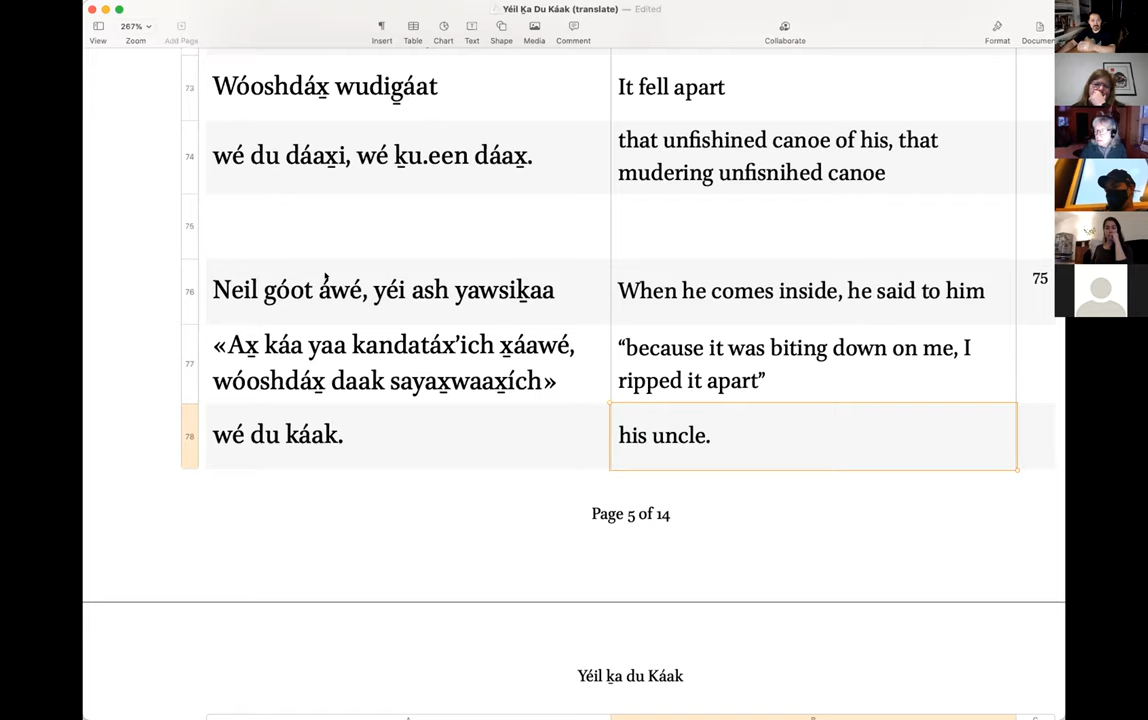 Yéil Ḵa Du Káak (translate) — Edited
267%
View
Zoom
Add Page
Insert
Table
Chart
Text
Shape
Media
Comment
Collaborate
Format
Documen
73
Wóoshdáx̱ wudig̱áat
It fell apart
74
wé du dáax̱i, wé ḵu.een dáax̱.
that unfishined canoe of his, that
mudering unfisnihed canoe
75
76
Neil góot áwé, yéi ash yawsiḵaa
When he comes inside, he said to him
75
77
«Ax̱ káa yaa kandatáx’ich x̱áawé,
wóoshdáx̱ daak sayax̱waax̱ích»
“because it was biting down on me, I
ripped it apart”
78
wé du káak.
his uncle.
Page 5 of 14
Yéil ḵa du Káak
A
B
C